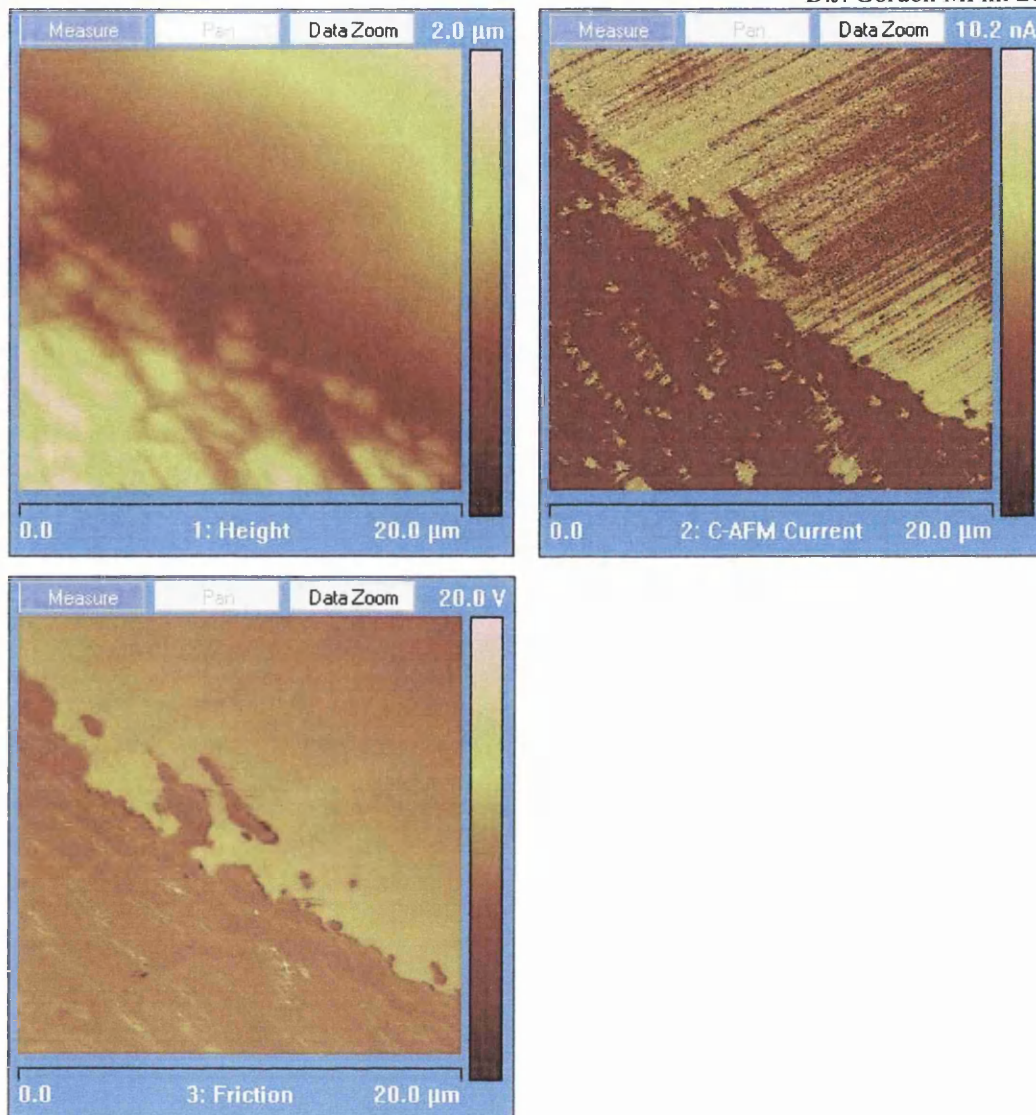 Measure Pan Data Zoom 2.0 µm
0.0 1: Height 20.0 µm
Measure Pan Data Zoom 10.2 nA
0.0 2: C-AFM Current 20.0 µm
Measure Pan Data Zoom 20.0 V
0.0 3: Friction 20.0 µm